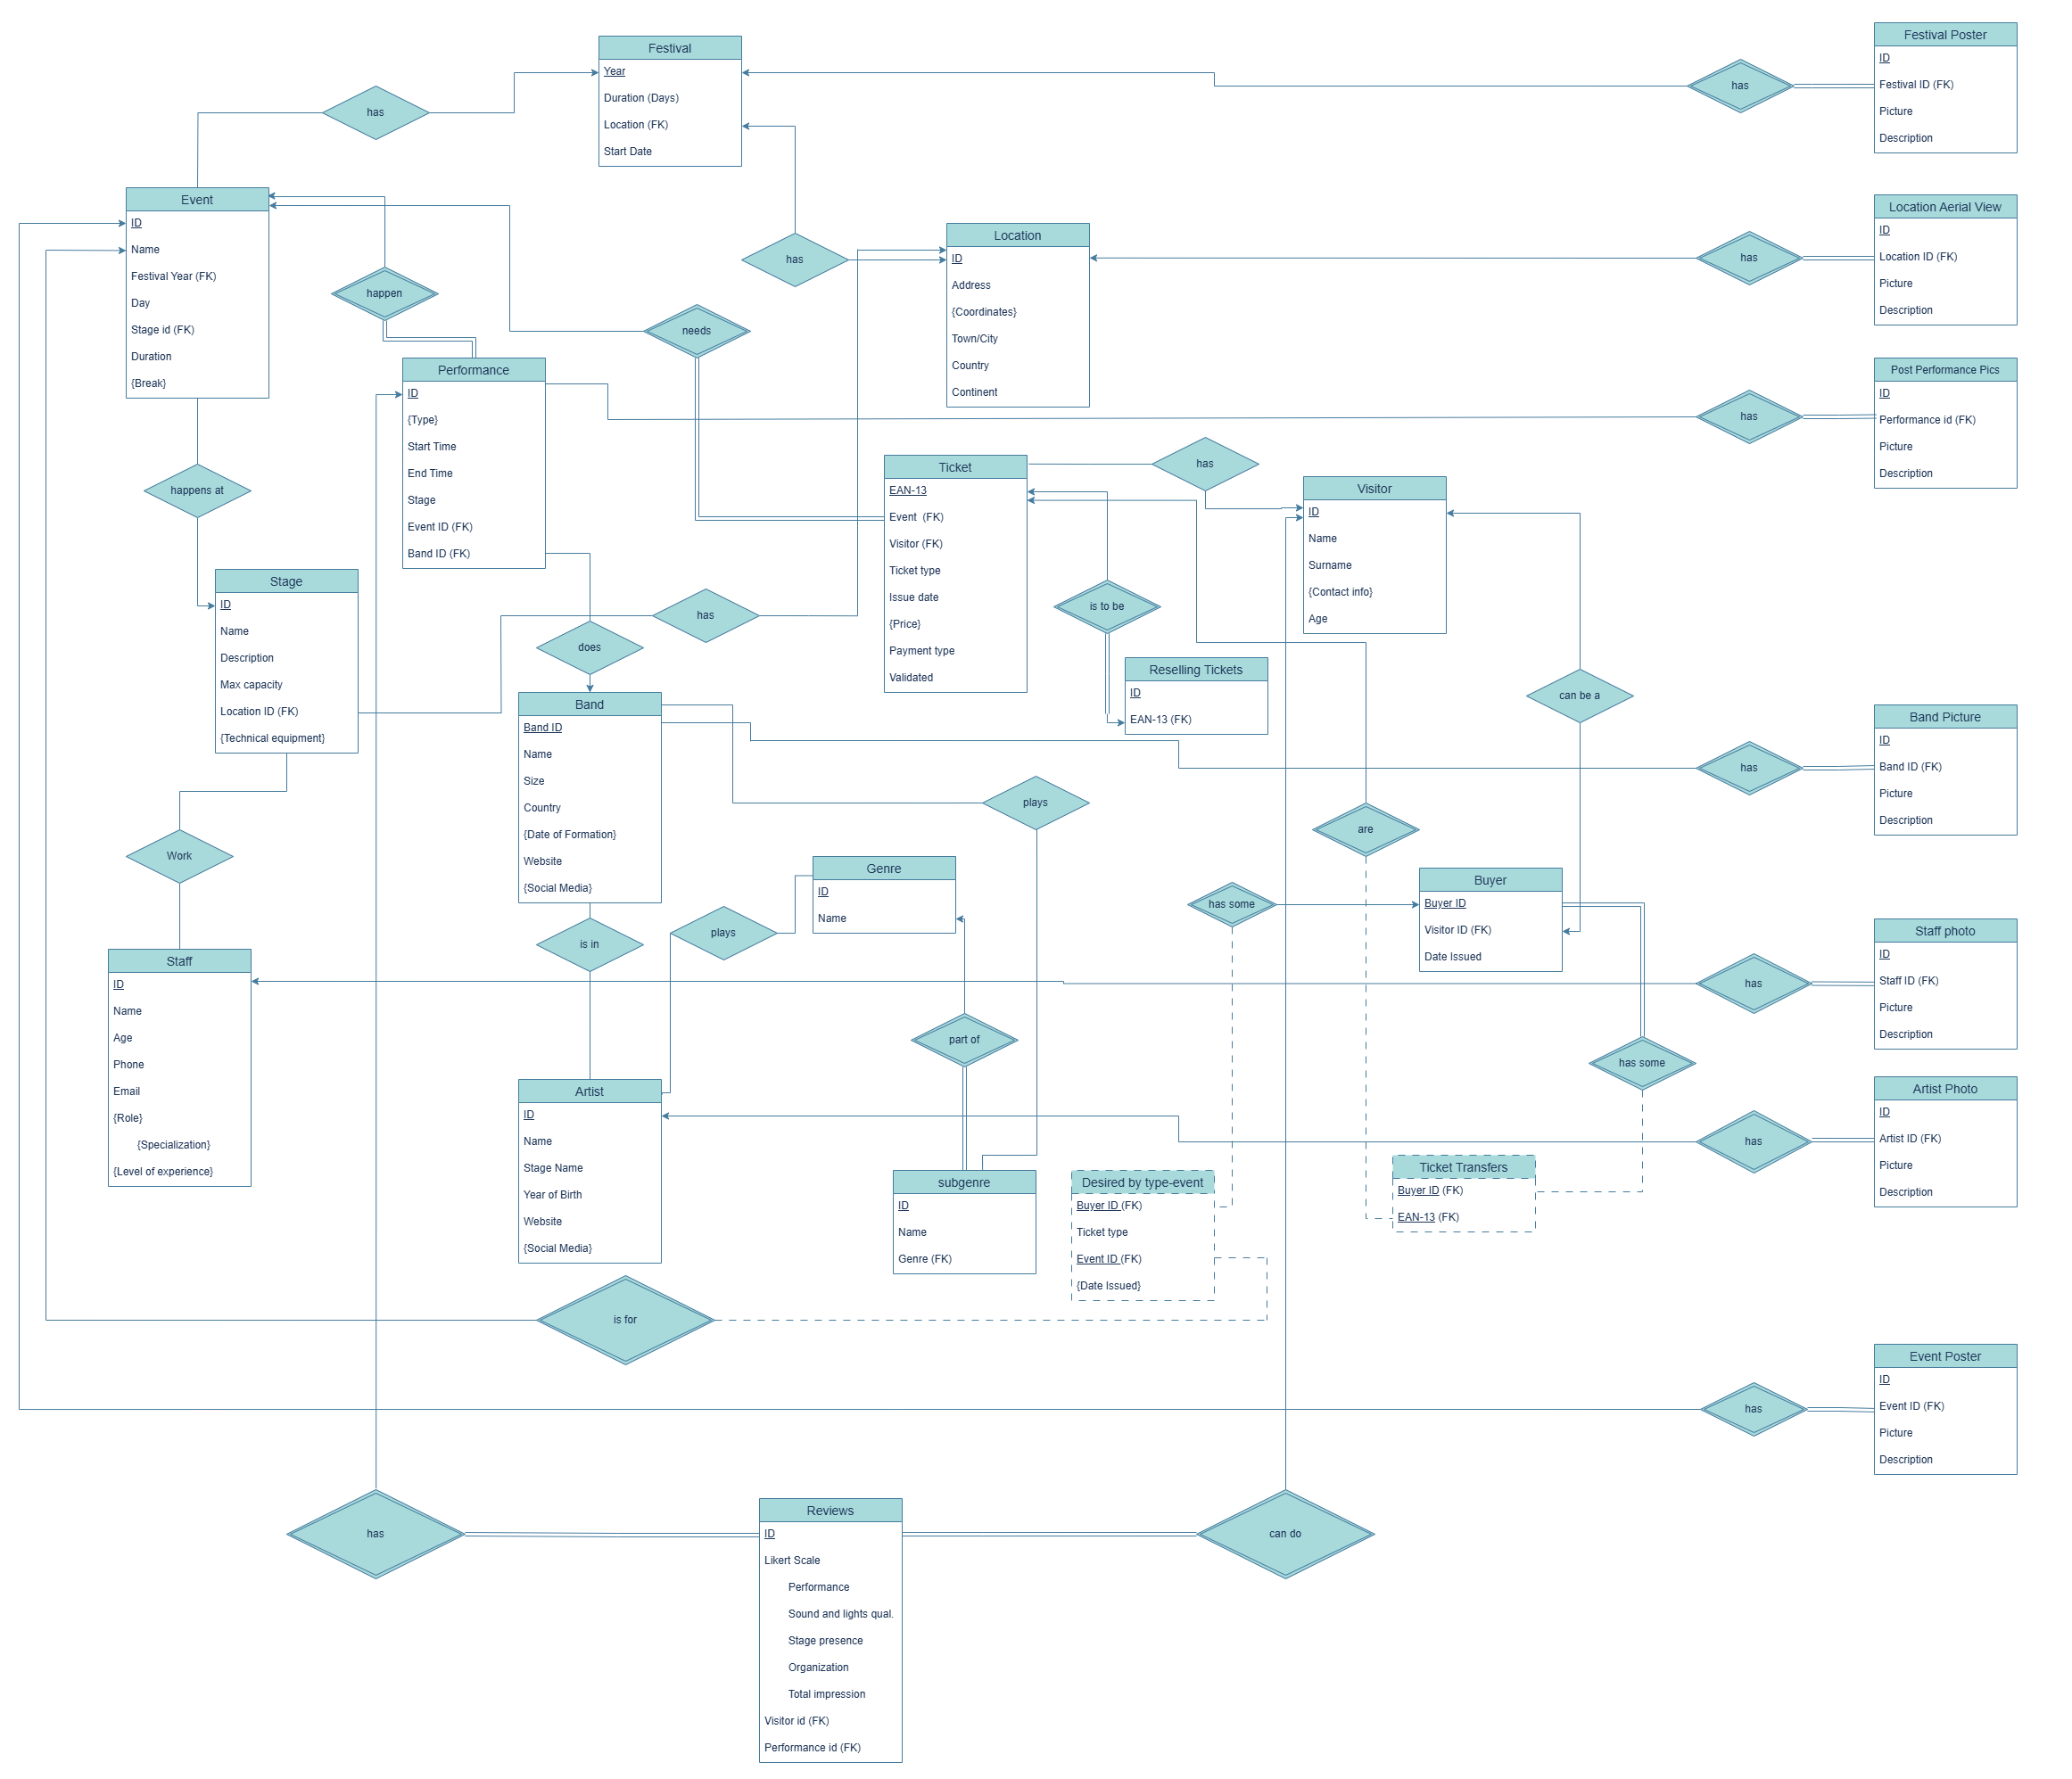 Festival
Year
Duration (Days)
Location (FK)
Start Date
has
Festival Poster
ID
Festival ID (FK)
Picture
Description
has
Event
ID
Name
Festival Year (FK)
Day
Stage id (FK)
Duration
{Break}
happen
needs
has
Location
ID
Address
{Coordinates}
Town/City
Country
Continent
has
Location Aerial View
ID
Location ID (FK)
Picture
Description
Performance
ID
{Type}
Start Time
End Time
Stage
Event ID (FK)
Band ID (FK)
has
Post Performance Pics
ID
Performance id (FK)
Picture
Description
happens at
Ticket
EAN-13
Event (FK)
Visitor (FK)
Ticket type
Issue date
{Price}
Payment type
Validated
has
Visitor
ID
Name
Surname
{Contact info}
Age
Stage
ID
Name
Description
Max capacity
Location ID (FK)
{Technical equipment}
has
does
is to be
Reselling Tickets
ID
EAN-13 (FK)
can be a
Band
Band ID
Name
Size
Country
{Date of Formation}
Website
{Social Media}
has
Band Picture
ID
Band ID (FK)
Picture
Description
plays
are
Work
Genre
ID
Name
plays
is in
has some
Buyer
Buyer ID
Visitor ID (FK)
Date Issued
Staff
ID
Name
Age
Phone
Email
{Role}
{Specialization}
{Level of experience}
has
Staff photo
ID
Staff ID (FK)
Picture
Description
part of
has some
Artist
ID
Name
Stage Name
Year of Birth
Website
{Social Media}
has
Artist Photo
ID
Artist ID (FK)
Picture
Description
subgenre
ID
Name
Genre (FK)
Desired by type-event
Buyer ID (FK)
Ticket type
Event ID (FK)
{Date Issued}
Ticket Transfers
Buyer ID (FK)
EAN-13 (FK)
is for
has
Event Poster
ID
Event ID (FK)
Picture
Description
has
Reviews
ID
Likert Scale
Performance
Sound and lights qual.
Stage presence
Organization
Total impression
Visitor id (FK)
Performance id (FK)
can do